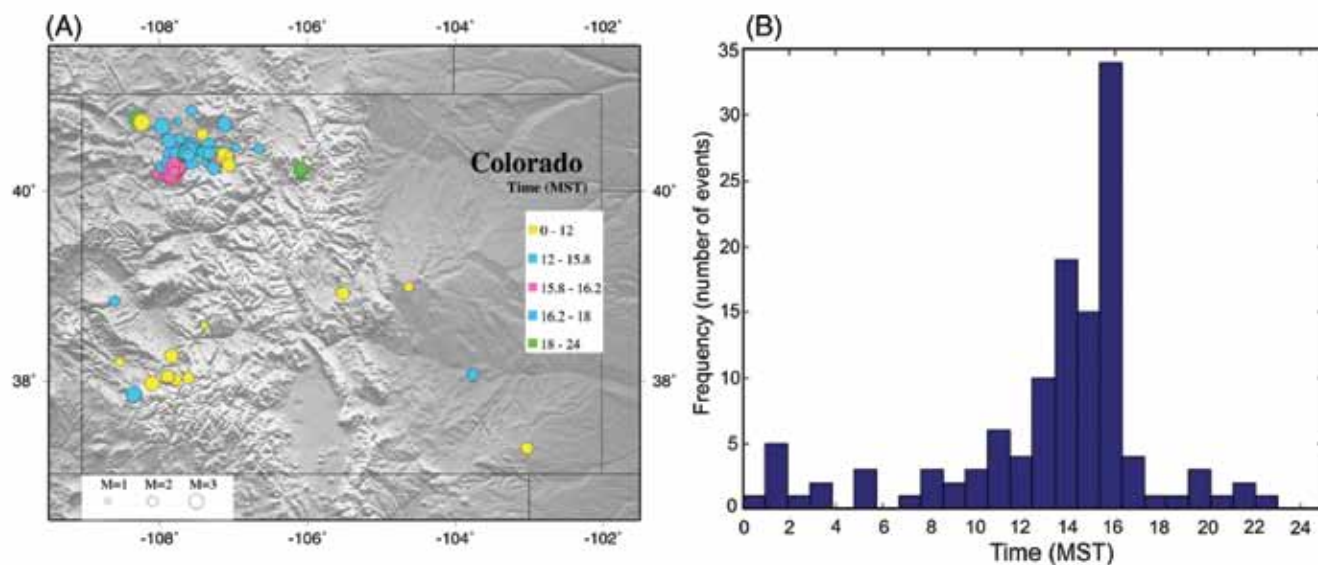 (A)
-108°
-106°
-104°
-102°
40°
40°
38°
38°
Colorado
Time (MST)
0 - 12
12 - 15.8
15.8 - 16.2
16.2 - 18
18 - 24
M=1 M=2 M=3
-108°
-106°
-104°
-102°
(B)
35
30
25
20
15
10
5
0
Frequency (number of events)
0 2 4 6 8 10 12 14 16 18 20 22 24
Time (MST)